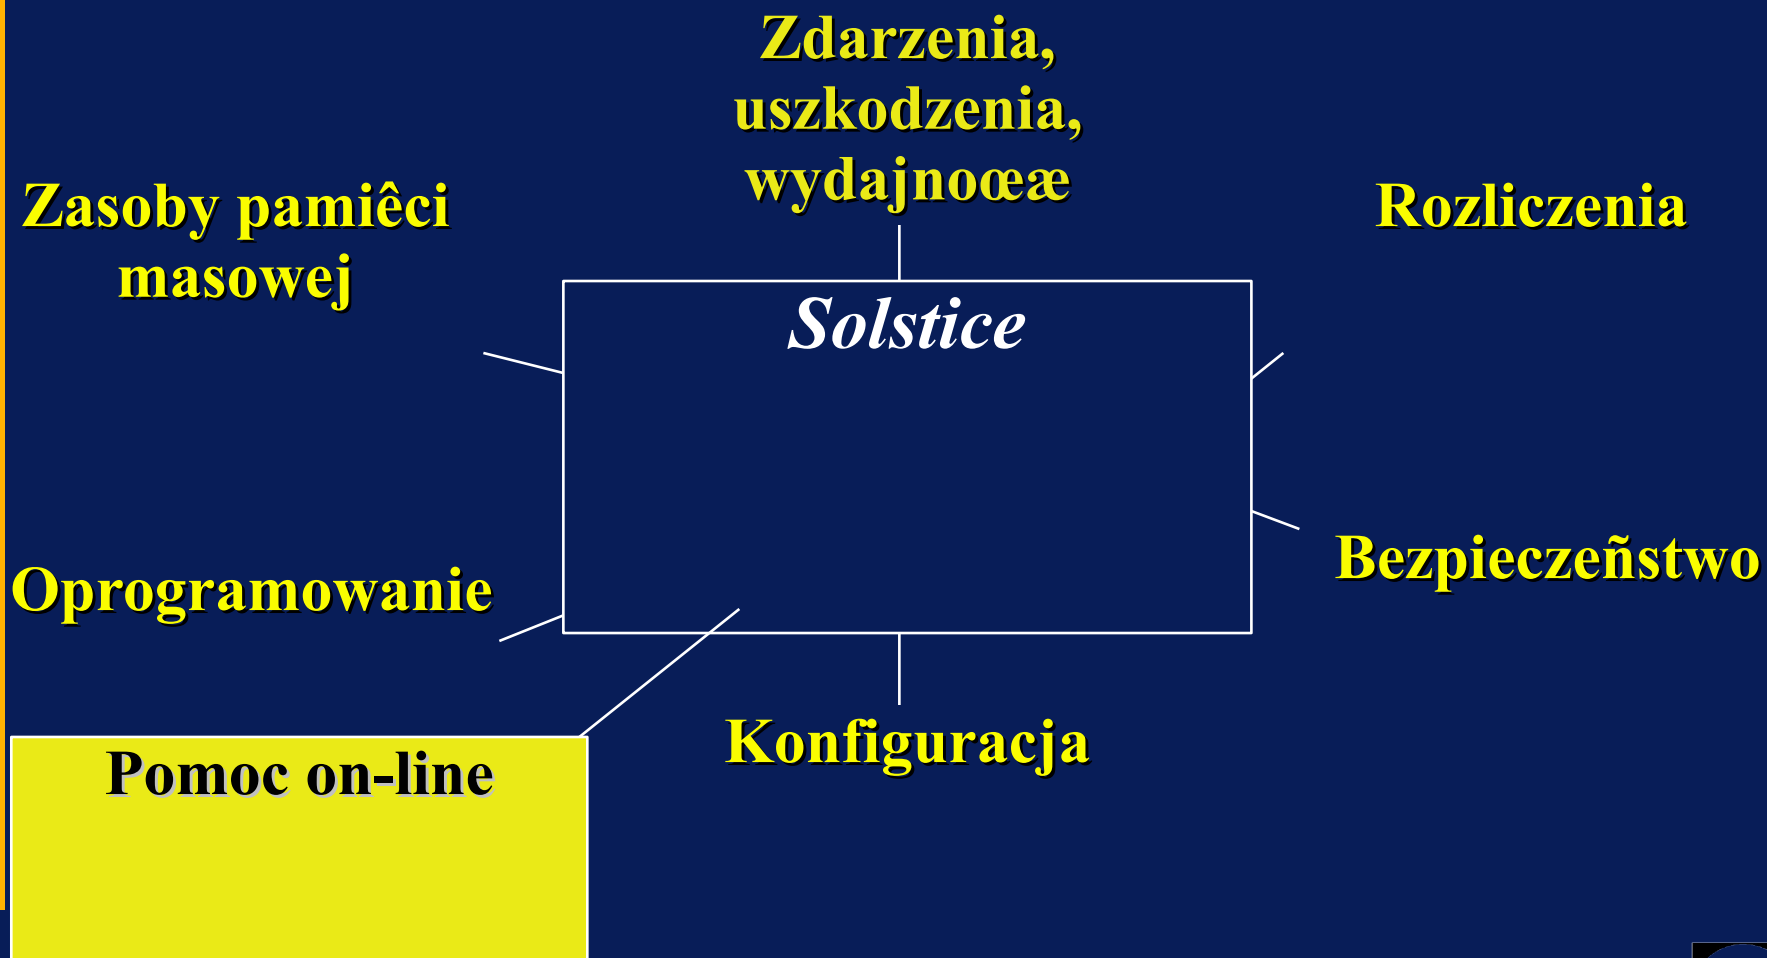 Zdarzenia,
uszkodzenia,
wydajnoœæ
Zasoby pamiêci
masowej
Rozliczenia
Solstice
Oprogramowanie
Bezpieczeñstwo
Konfiguracja
Pomoc on-line